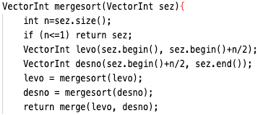 VectorInt mergesort(VectorInt sez){
int n=sez.size();
if (n<=1) return sez;
VectorInt levo(sez.begin(), sez.begin()+n/2);
VectorInt desno(sez.begin()+n/2, sez.end());
levo = mergesort(levo);
desno = mergesort(desno);
return merge(levo, desno);